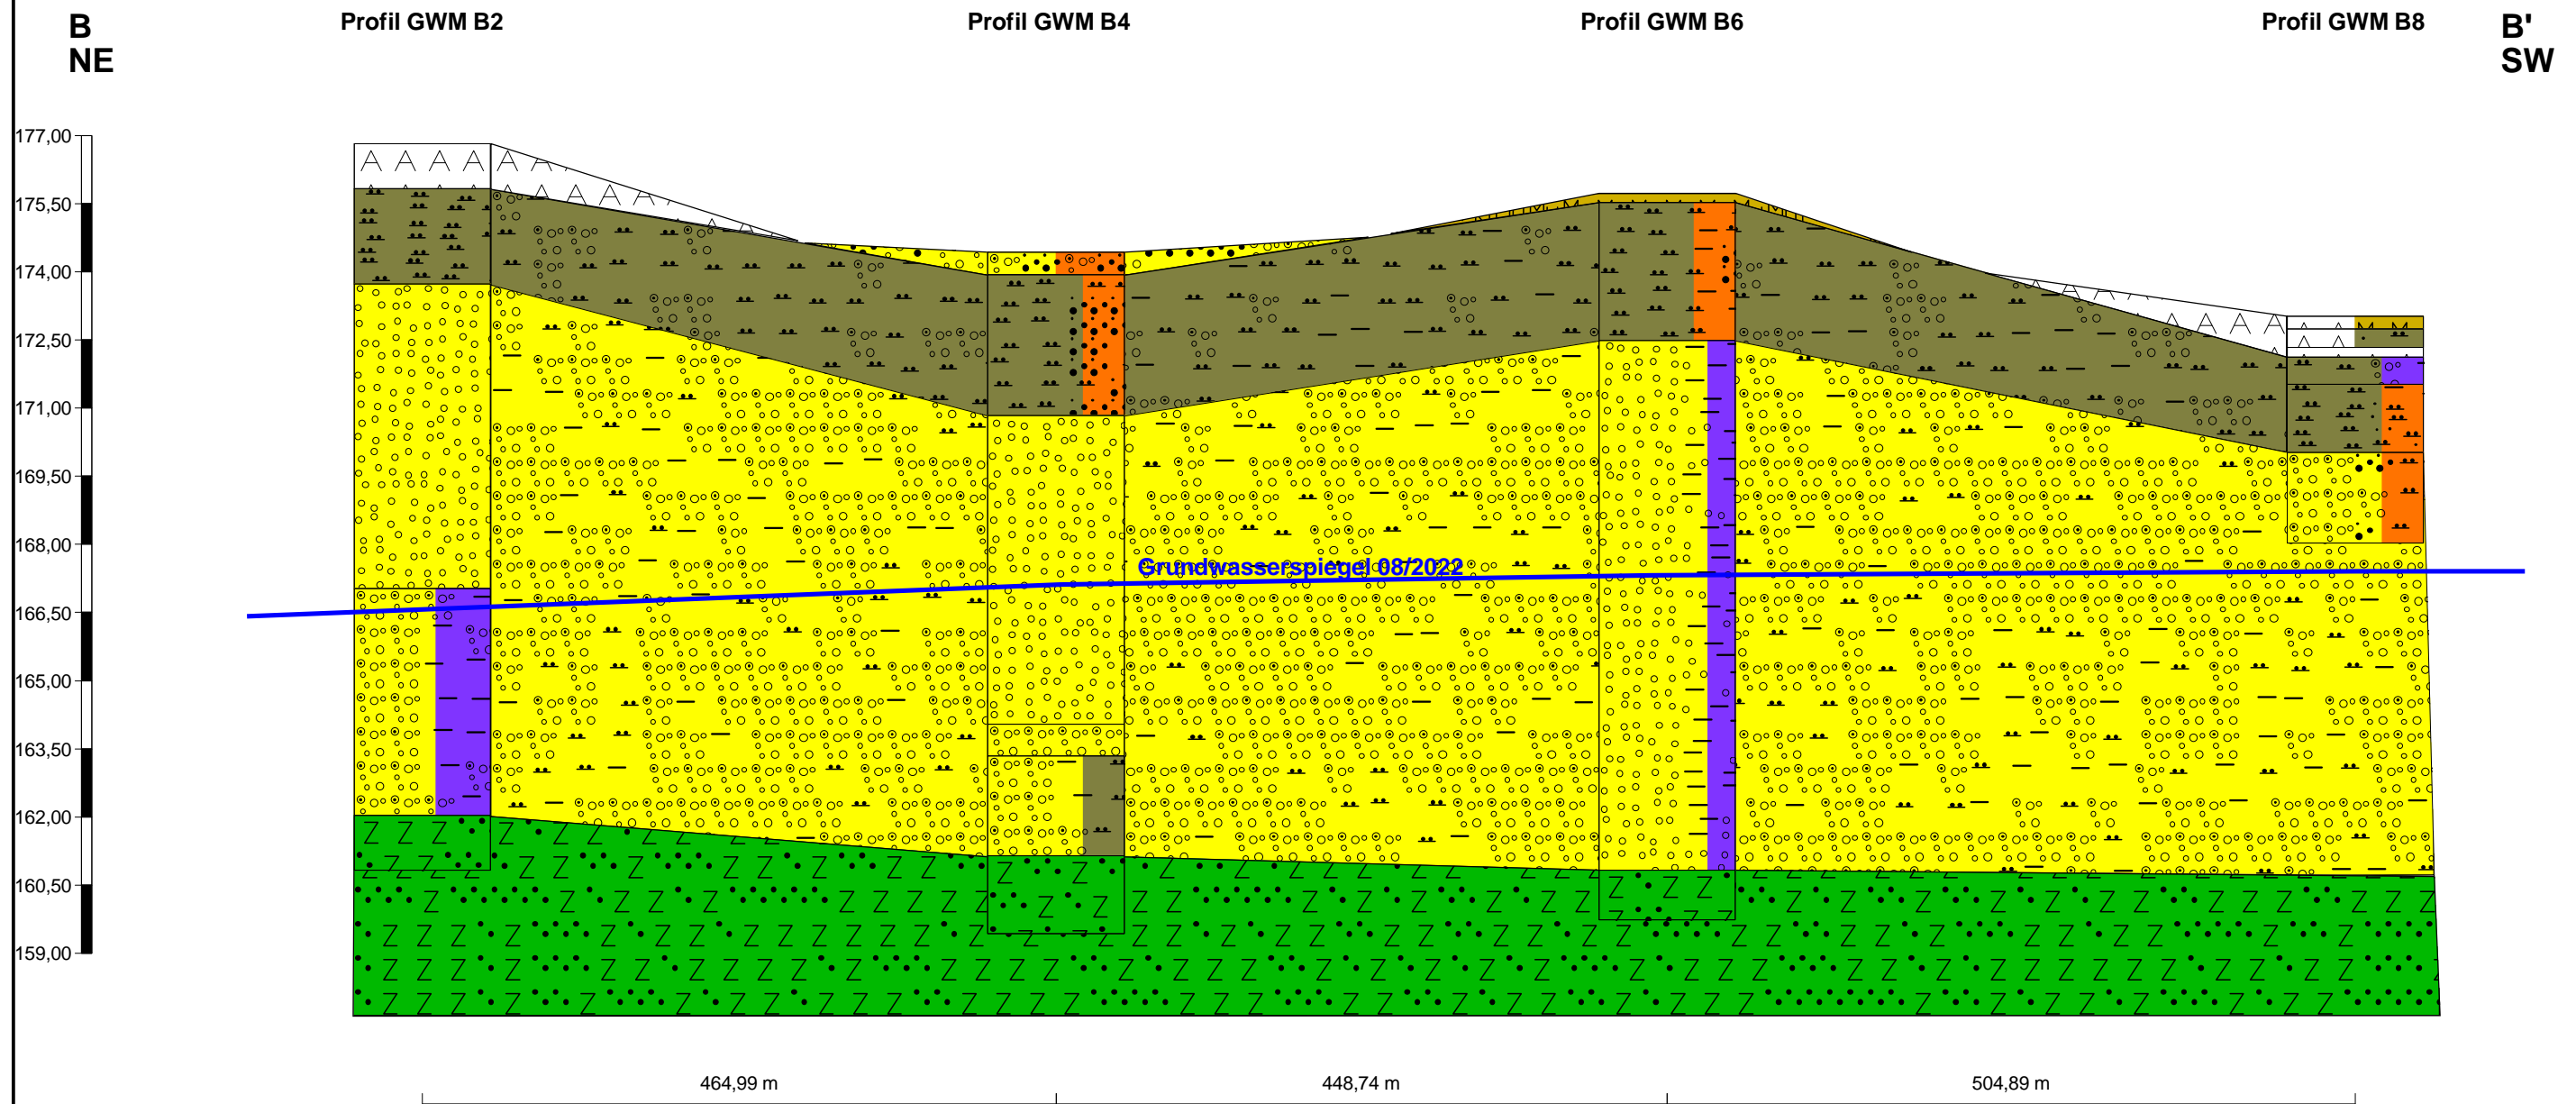 B
NE
Profil GWM B2
Profil GWM B4
Profil GWM B6
Profil GWM B8
B'
SW
177,00
175,50
174,00
172,50
171,00
169,50
168,00
166,50
165,00
163,50
162,00
160,50
159,00
Grundwasserspiegel 08/2022
464,99 m
448,74 m
504,89 m